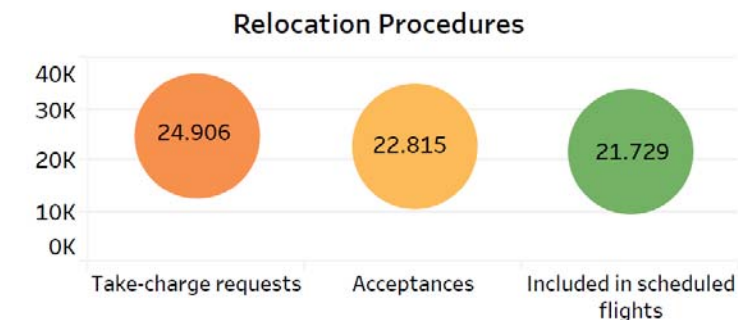 Relocation Procedures
40K
30K
20K
10K
0K
24.906
22.815
21.729
Take-charge requests
Acceptances
Included in scheduled
flights